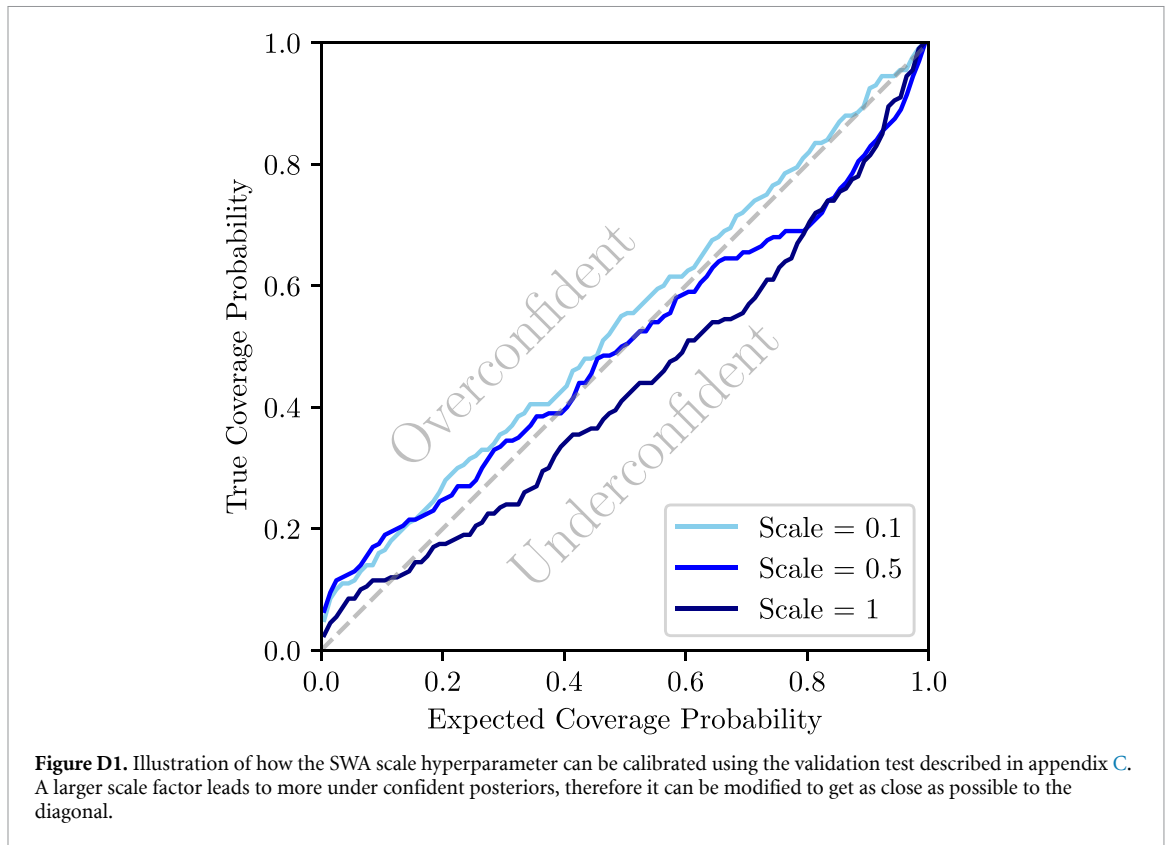 1.0
0.8
0.6
0.4
0.2
0.0
True Coverage Probability
Overconfident
Underconfident
Scale = 0.1
Scale = 0.5
Scale = 1
0.0 0.2 0.4 0.6 0.8 1.0
Expected Coverage Probability
Figure D1. Illustration of how the SWA scale hyperparameter can be calibrated using the validation test described in appendix C.
A larger scale factor leads to more under confident posteriors, therefore it can be modified to get as close as possible to the
diagonal.